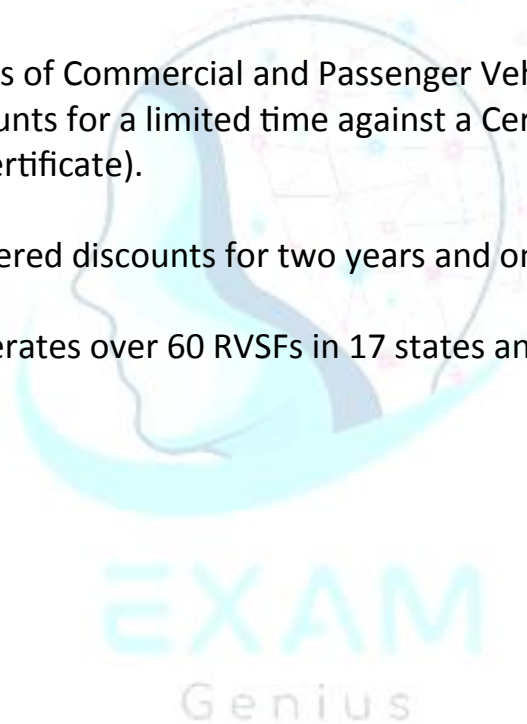 s of Commercial and Passenger Veh
unts for a limited time against a Cer
ertificate).
ered discounts for two years and or
erates over 60 RVSFs in 17 states an
EXAM
Genius